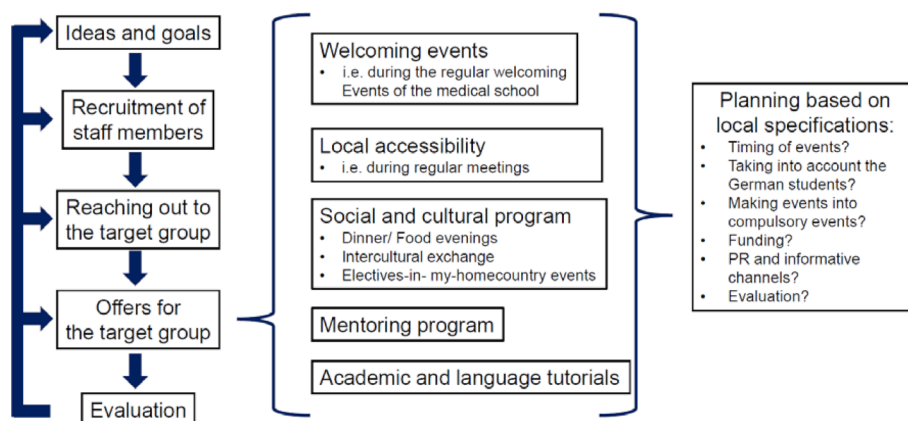 Ideas and goals
Recruitment of
staff members
Reaching out to
the target group
Offers for
the target group
Evaluation
Welcoming events
• i.e. during the regular welcoming
Events of the medical school
Local accessibility
• i.e. during regular meetings
Social and cultural program
• Dinner/ Food evenings
• Intercultural exchange
• Electives-in- my-homecountry events
Mentoring program
Academic and language tutorials
Planning based on
local specifications:
• Timing of events?
• Taking into account the
German students?
• Making events into
compulsory events?
• Funding?
• PR and informative
channels?
• Evaluation?